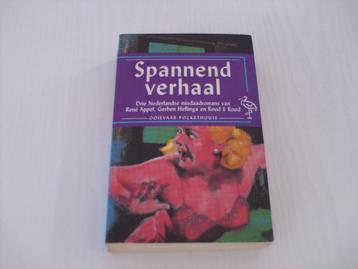 Spannend
verhaal
Drie Nederlandse misdaadromans van
René Appel, Gerben Hellinga en Rood & Rood
OOIEVAAR POCKETHOUSE